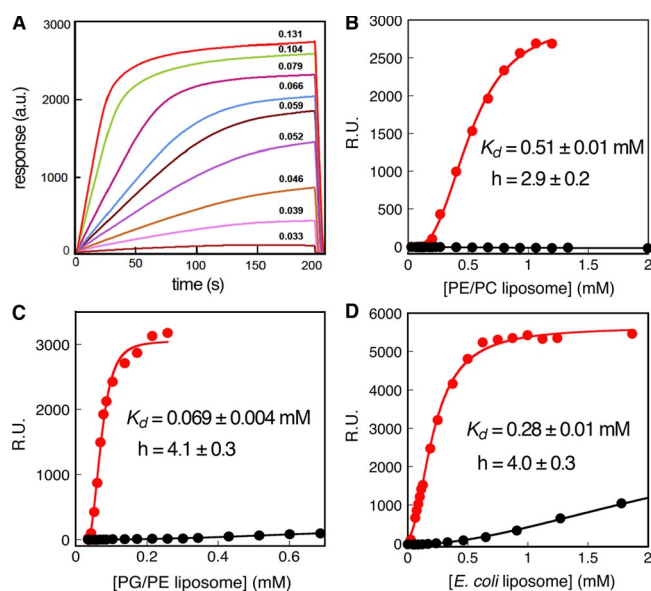 A
3000
2000
1000
0
response (a.u.)
0.131
0.104
0.079
0.066
0.059
0.052
0.046
0.039
0.033
0 50 100 150 200
time (s)
B
3000
2500
2000
1500
1000
500
0
R.U.
K_d = 0.51 ± 0.01 mM
h = 2.9 ± 0.2
0 0.5 1 1.5 2
[PE/PC liposome] (mM)
C
3000
2000
1000
0
R.U.
K_d = 0.069 ± 0.004 mM
h = 4.1 ± 0.3
0 0.2 0.4 0.6
[PG/PE liposome] (mM)
D
6000
5000
4000
3000
2000
1000
0
R.U.
K_d = 0.28 ± 0.01 mM
h = 4.0 ± 0.3
0 0.5 1 1.5 2
[E. coli liposome] (mM)